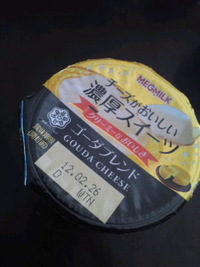 MEGMILK
チーズがおいしい
濃厚スイーツ
クリーミーなおいしさ
ゴーダブレンド
GOUDA CHEESE
12.02.26
D MTN